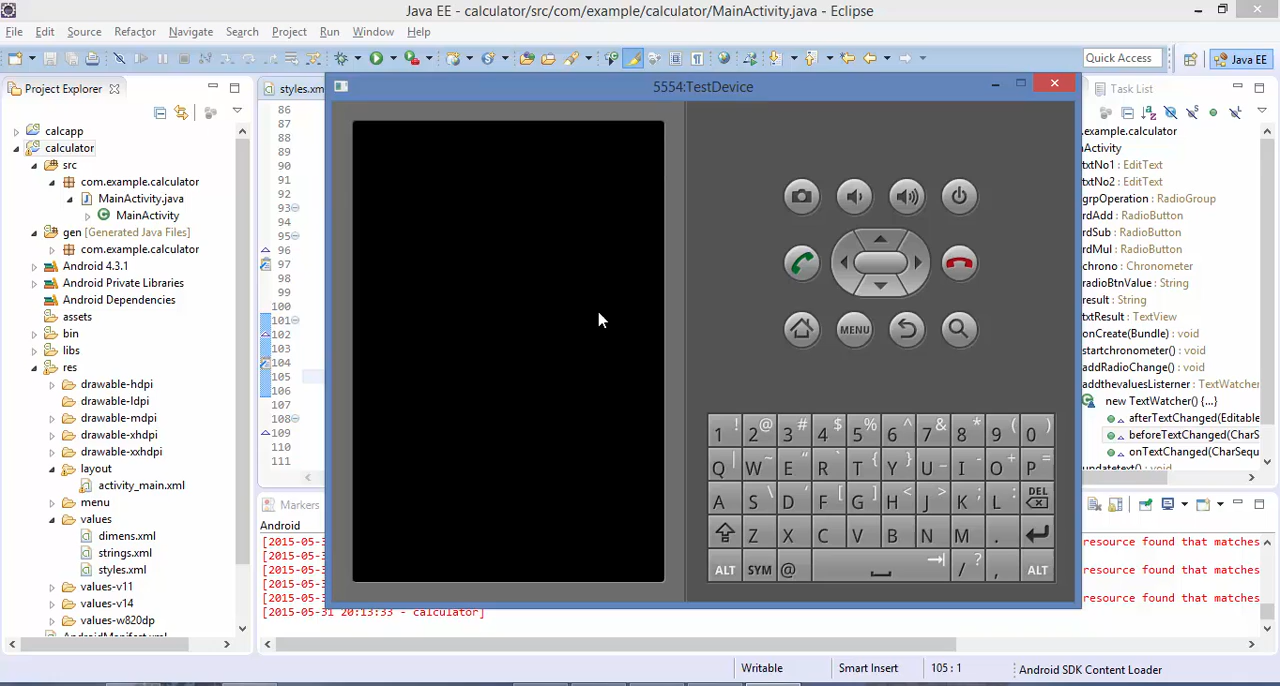 Java EE - calculator/src/com/example/calculator/MainActivity.java - Eclipse
File Edit Source Refactor Navigate Search Project Run Window Help
Quick Access
Java EE
Project Explorer
styles.xm
5554:TestDevice
Task List
calcapp
calculator
src
com.example.calculator
MainActivity.java
MainActivity
gen [Generated Java Files]
com.example.calculator
Android 4.3.1
Android Private Libraries
Android Dependencies
assets
bin
libs
res
drawable-hdpi
drawable-ldpi
drawable-mdpi
drawable-xhdpi
drawable-xxhdpi
layout
activity_main.xml
menu
values
dimens.xml
strings.xml
styles.xml
values-v11
values-v14
values-w820dp
86
87
88
89
90
91
92
93
94
95
96
97
98
99
100
101
102
103
104
105
106
107
108
109
110
111
MENU
1 ! 2 @ 3 # 4 $ 5 % 6 ^ 7 & 8 * 9 ( 0 )
Q | W ~ E " R ` T { Y } U _ I - O + P =
A S \ D ' F [ G ] H < J > K ; L : DEL
Z X C V B N M .
ALT SYM @ / ? , ALT
.example.calculator
Activity
txtNo1 : EditText
txtNo2 : EditText
grpOperation : RadioGroup
rdAdd : RadioButton
rdSub : RadioButton
rdMul : RadioButton
chrono : Chronometer
radioBtnValue : String
result : String
txtResult : TextView
onCreate(Bundle) : void
startchronometer() : void
addRadioChange() : void
addthevaluesListerner : TextWatcher
new TextWatcher() {...}
afterTextChanged(Editable
beforeTextChanged(CharS
onTextChanged(CharSequ
updatetext() : void
Markers
Android
[2015-05-3
[2015-05-3
[2015-05-3
[2015-05-3
[2015-05-3
[2015-05-31 20:13:33 - calculator]
resource found that matches
resource found that matches
resource found that matches
Writable
Smart Insert
105 : 1
Android SDK Content Loader